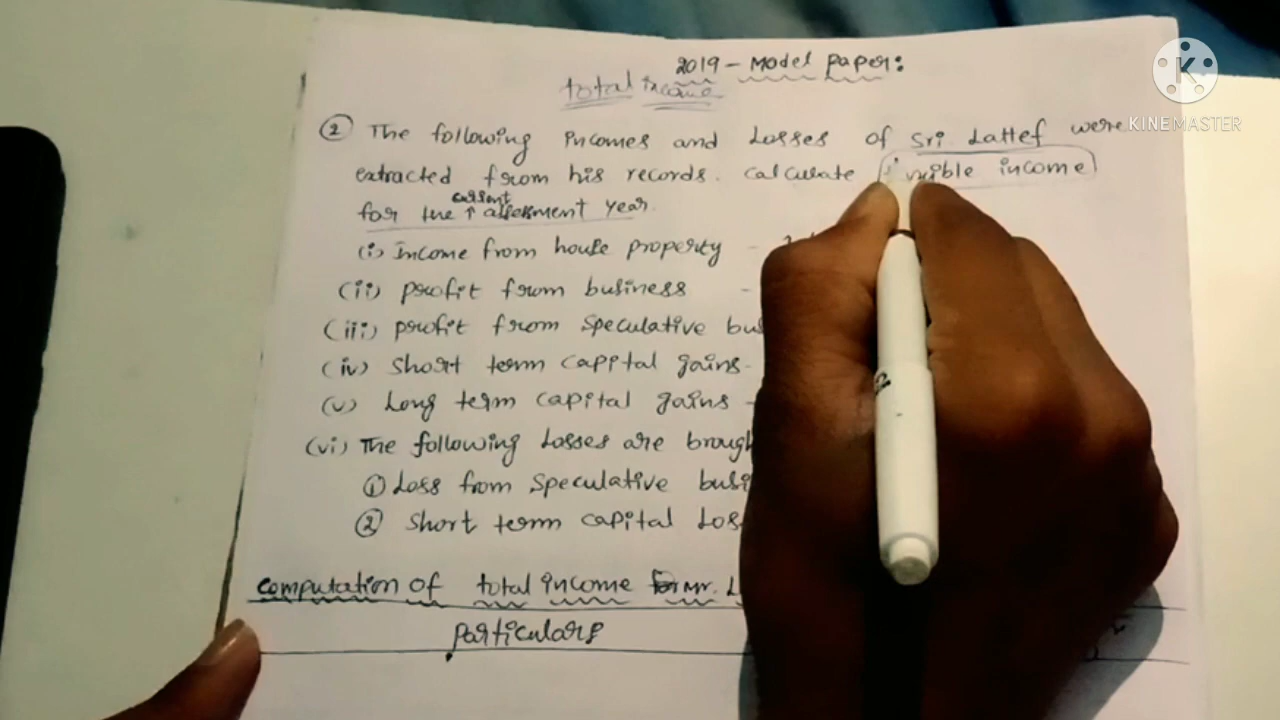 2019 - Model paper:
total income
② The following incomes and Losses of Sri Lattef were
KINEMASTER
extracted from his records. calculate income
current
for the ↑ assessment year.
(i) income from house property -
(ii) profit from business -
(iii) profit from speculative
(iv) short term capital gains-
(v) Long term capital gains -
(vi) The following Losses are
① Loss from speculative
② short term capital
computation of total income for mr.
particulars